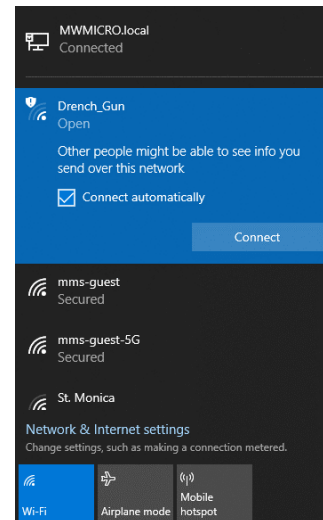 MWMICRO.local
Connected
Drench_Gun
Open
Other people might be able to see info you
send over this network
Connect automatically
Connect
mms-guest
Secured
mms-guest-5G
Secured
St. Monica
Network & Internet settings
Change settings, such as making a connection metered.
Wi-Fi
Airplane mode
Mobile
hotspot